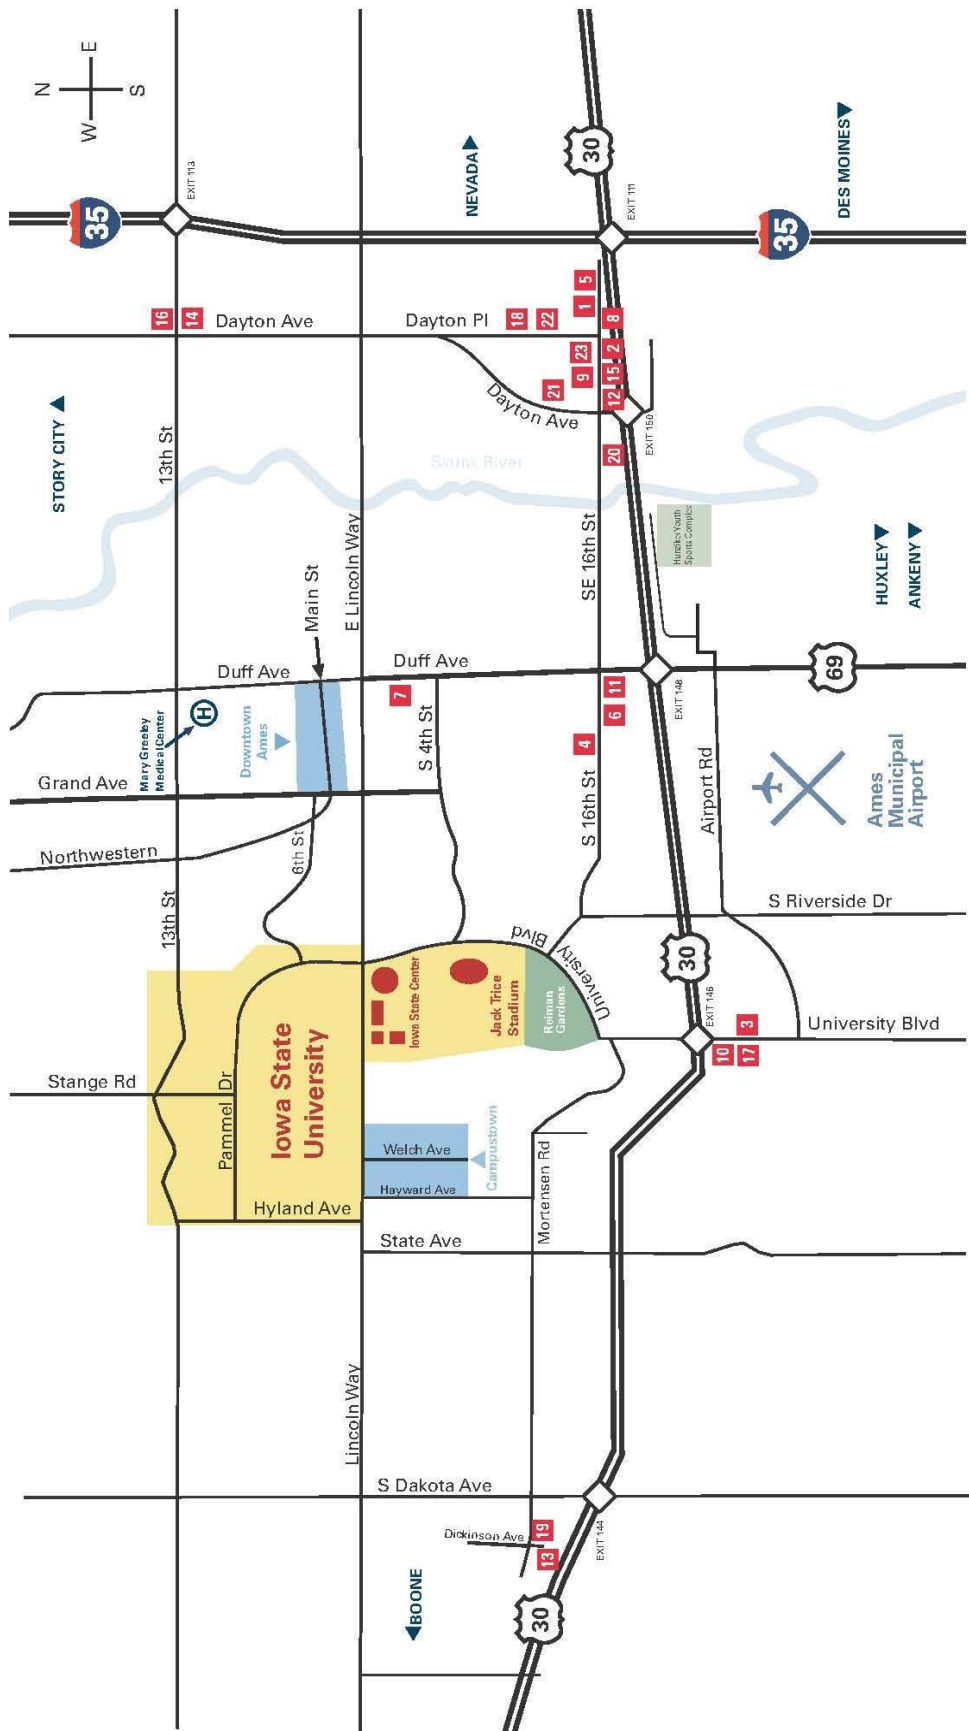 N
W E
S
STORY CITY
Stange Rd
Northwestern
Grand Ave
35
Mary Greeley
Medical Center
H
13th St
13th St
16
14
EXIT 113
Pammel Dr
Duff Ave
Dayton Ave
Downtown
Ames
Hyland Ave
Iowa State
University
6th St
Main St
Lincoln Way
E Lincoln Way
S Dakota Ave
State Ave
Hayward Ave
Welch Ave
Iowa State Center
7
Duff Ave
BOONE
S 4th St
Dayton Pl
Skunk River
NEVADA
Dickinson Ave
Campustown
Jack Trice
Stadium
University
Blvd
Dayton Ave
18
22
21
13
19
30
Mortensen Rd
Reiman
Gardens
S 16th St
4
SE 16th St
9
23
1
5
30
EXIT 144
6
11
20
12
15
2
8
EXIT 111
EXIT 150
30
EXIT 146
EXIT 148
Hunziker Youth
Sports Complex
10
17
3
Airport Rd
University Blvd
S Riverside Dr
69
35
Ames
Municipal
Airport
HUXLEY
ANKENY
DES MOINES